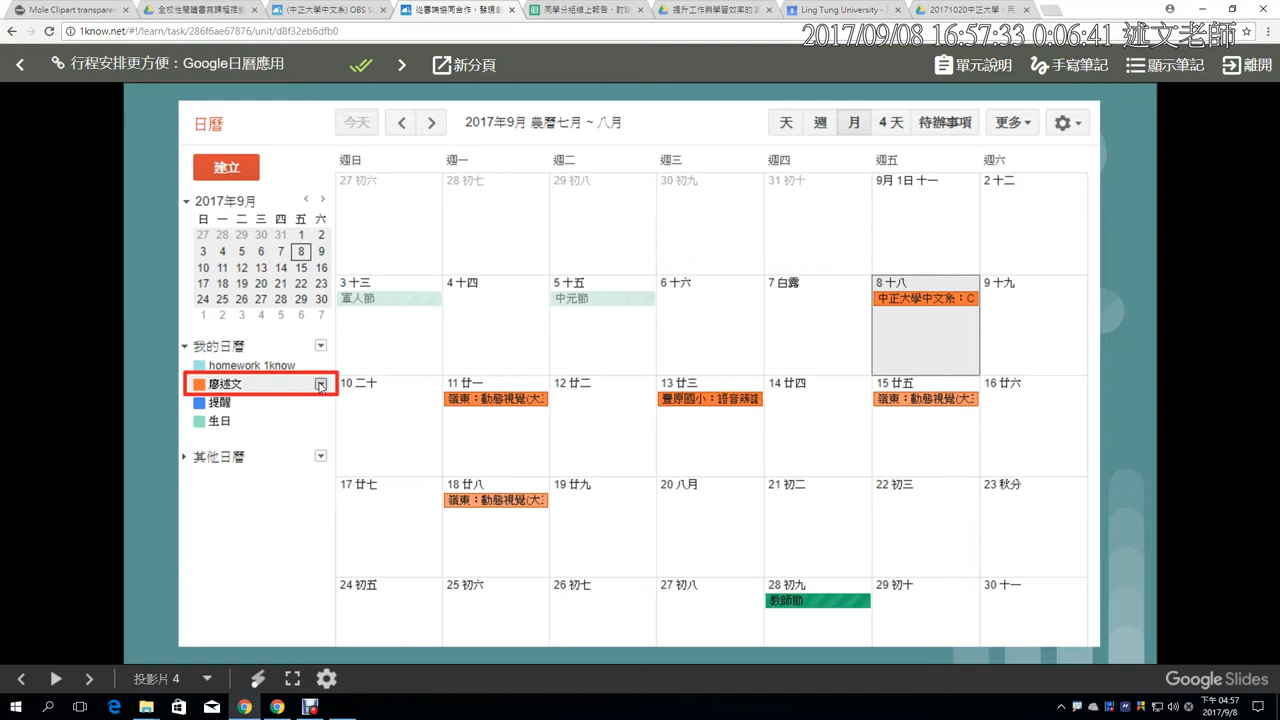 Mole Clipart transparen
全校性閱讀書寫課程推動
(中正大學中文系) OBS
從雲端協同合作，發現
同學分組線上報告、討
提升工作與學習效率的
Ling Tung University -
20171020中正大學：用
1know.net/#!/learn/task/286f6ae67876/unit/d8f32eb6dfb0
2017/09/08 16:57:33 0:06:41 述文老師
行程安排更方便：Google日曆應用
新分頁
單元說明
手寫筆記
顯示筆記
離開
日曆
今天
2017年9月 農曆七月 ~ 八月
天 週 月 4 天 待辦事項 更多
建立
2017年9月
日 一 二 三 四 五 六
27 28 29 30 31 1 2
3 4 5 6 7 8 9
10 11 12 13 14 15 16
17 18 19 20 21 22 23
24 25 26 27 28 29 30
1 2 3 4 5 6 7
我的日曆
homework 1know
廖述文
提醒
生日
其他日曆
週日 週一 週二 週三 週四 週五 週六
27 初六 28 初七 29 初八 30 初九 31 初十 9月 1日 十一 2 十二
3 十三 4 十四 5 十五 6 十六 7 白露 8 十八 9 十九
軍人節 中元節 中正大學中文系：C
10 二十 11 廿一 12 廿二 13 廿三 14 廿四 15 廿五 16 廿六
嶺東：動態視覺(大三 豐原國小：語音辨識 嶺東：動態視覺(大三
17 廿七 18 廿八 19 廿九 20 八月 21 初二 22 初三 23 秋分
嶺東：動態視覺(大三
24 初五 25 初六 26 初七 27 初八 28 初九 29 初十 30 十一
教師節
投影片 4
Google Slides
下午 04:57
2017/9/8